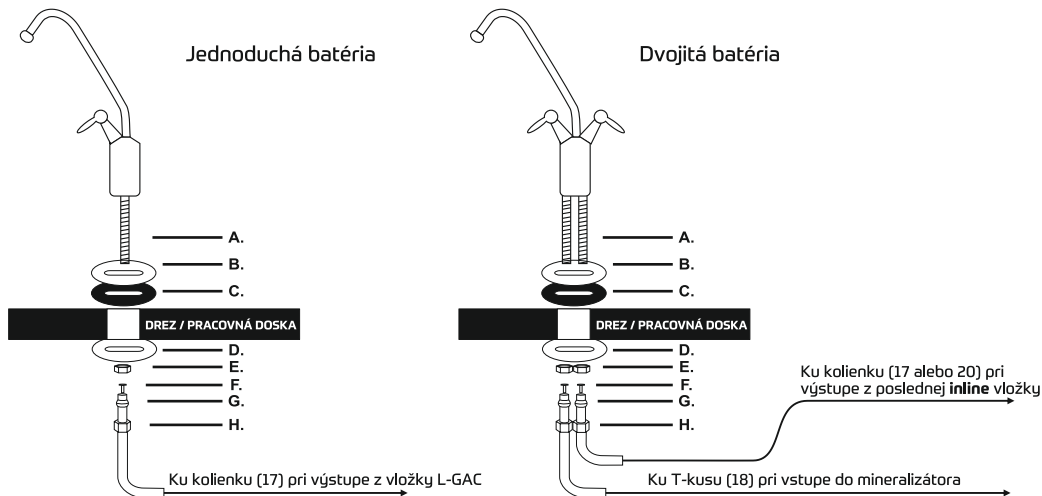 Jednoduchá batéria
A.
B.
C.
DREZ / PRACOVNÁ DOSKA
D.
E.
F.
G.
H.
Ku kolienku (17) pri výstupe z vložky L-GAC
Dvojitá batéria
A.
B.
C.
DREZ / PRACOVNÁ DOSKA
D.
E.
F.
G.
H.
Ku kolienku (17 alebo 20) pri
výstupe z poslednej inline vložky
Ku T-kusu (18) pri vstupe do mineralizátora